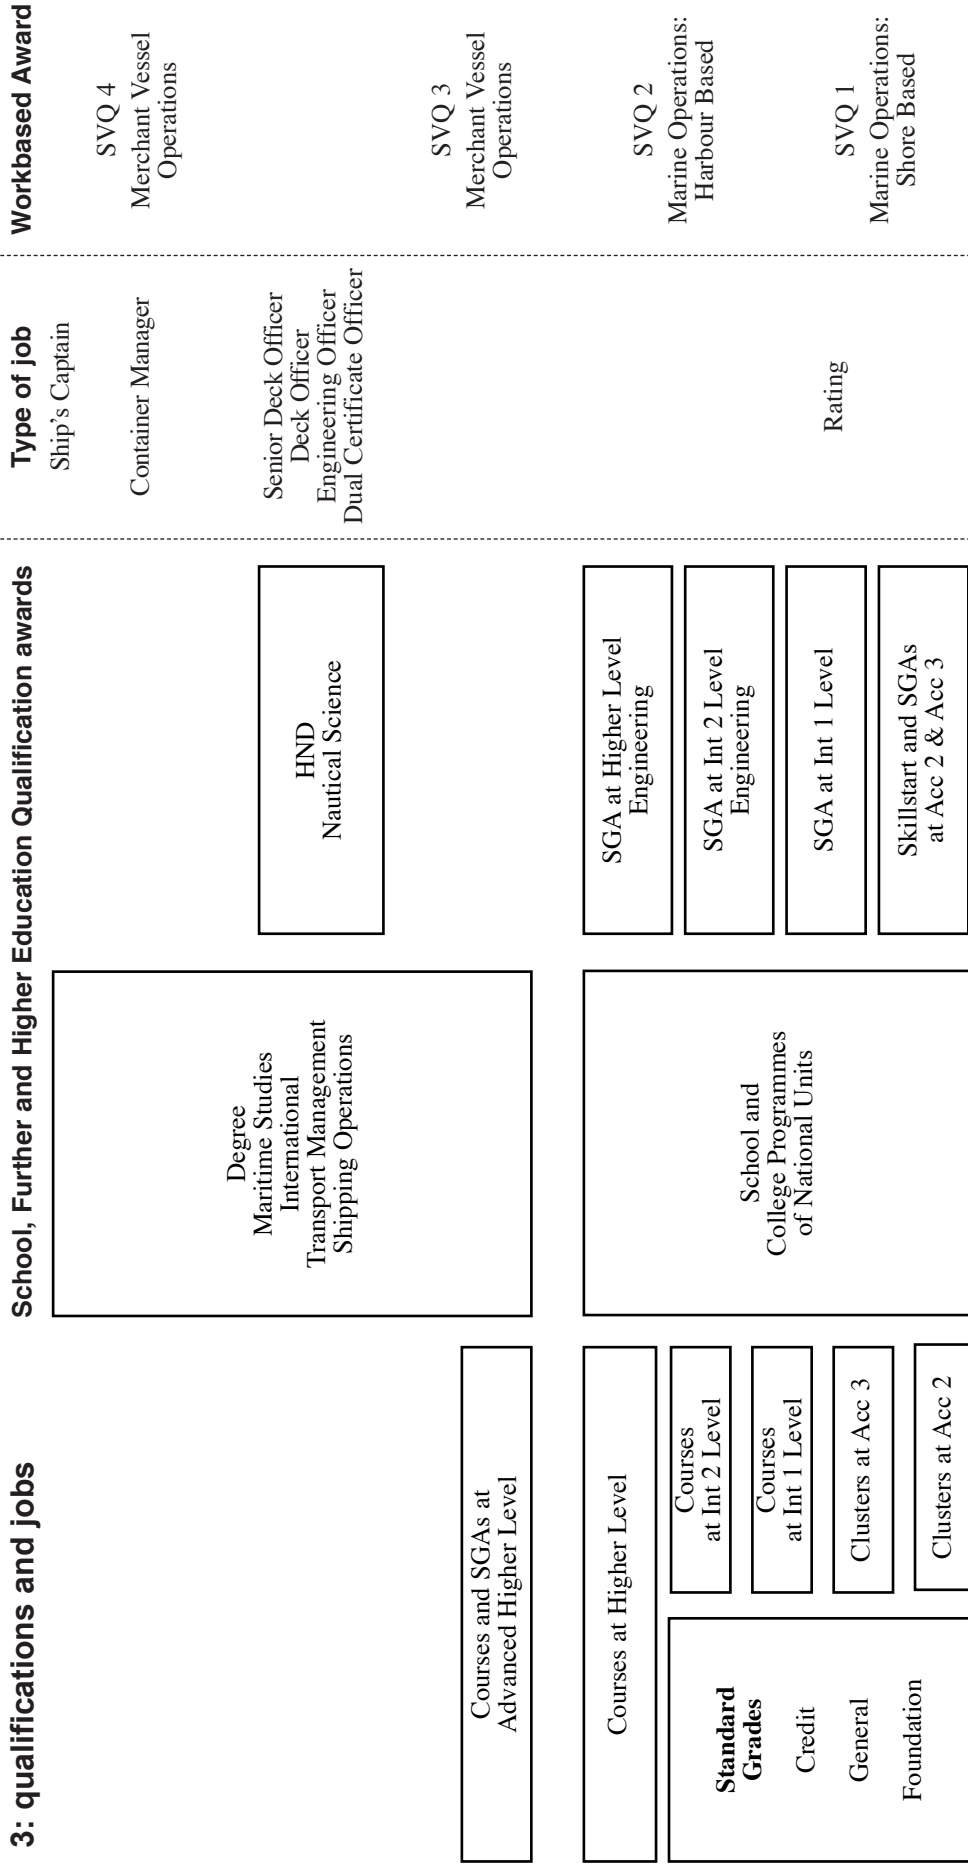 3: qualifications and jobs
School, Further and Higher Education Qualification awards
Type of job
Workbased Award
Courses and SGAs at
Advanced Higher Level
Courses at Higher Level
Standard
Grades
Credit
General
Foundation
Courses
at Int 2 Level
Courses
at Int 1 Level
Clusters at Acc 3
Clusters at Acc 2
Degree
Maritime Studies
International
Transport Management
Shipping Operations
School and
College Programmes
of National Units
HND
Nautical Science
SGA at Higher Level
Engineering
SGA at Int 2 Level
Engineering
SGA at Int 1 Level
Skillstart and SGAs
at Acc 2 & Acc 3
Ship's Captain
Container Manager
Senior Deck Officer
Deck Officer
Engineering Officer
Dual Certificate Officer
Rating
SVQ 4
Merchant Vessel
Operations
SVQ 3
Merchant Vessel
Operations
SVQ 2
Marine Operations:
Harbour Based
SVQ 1
Marine Operations:
Shore Based